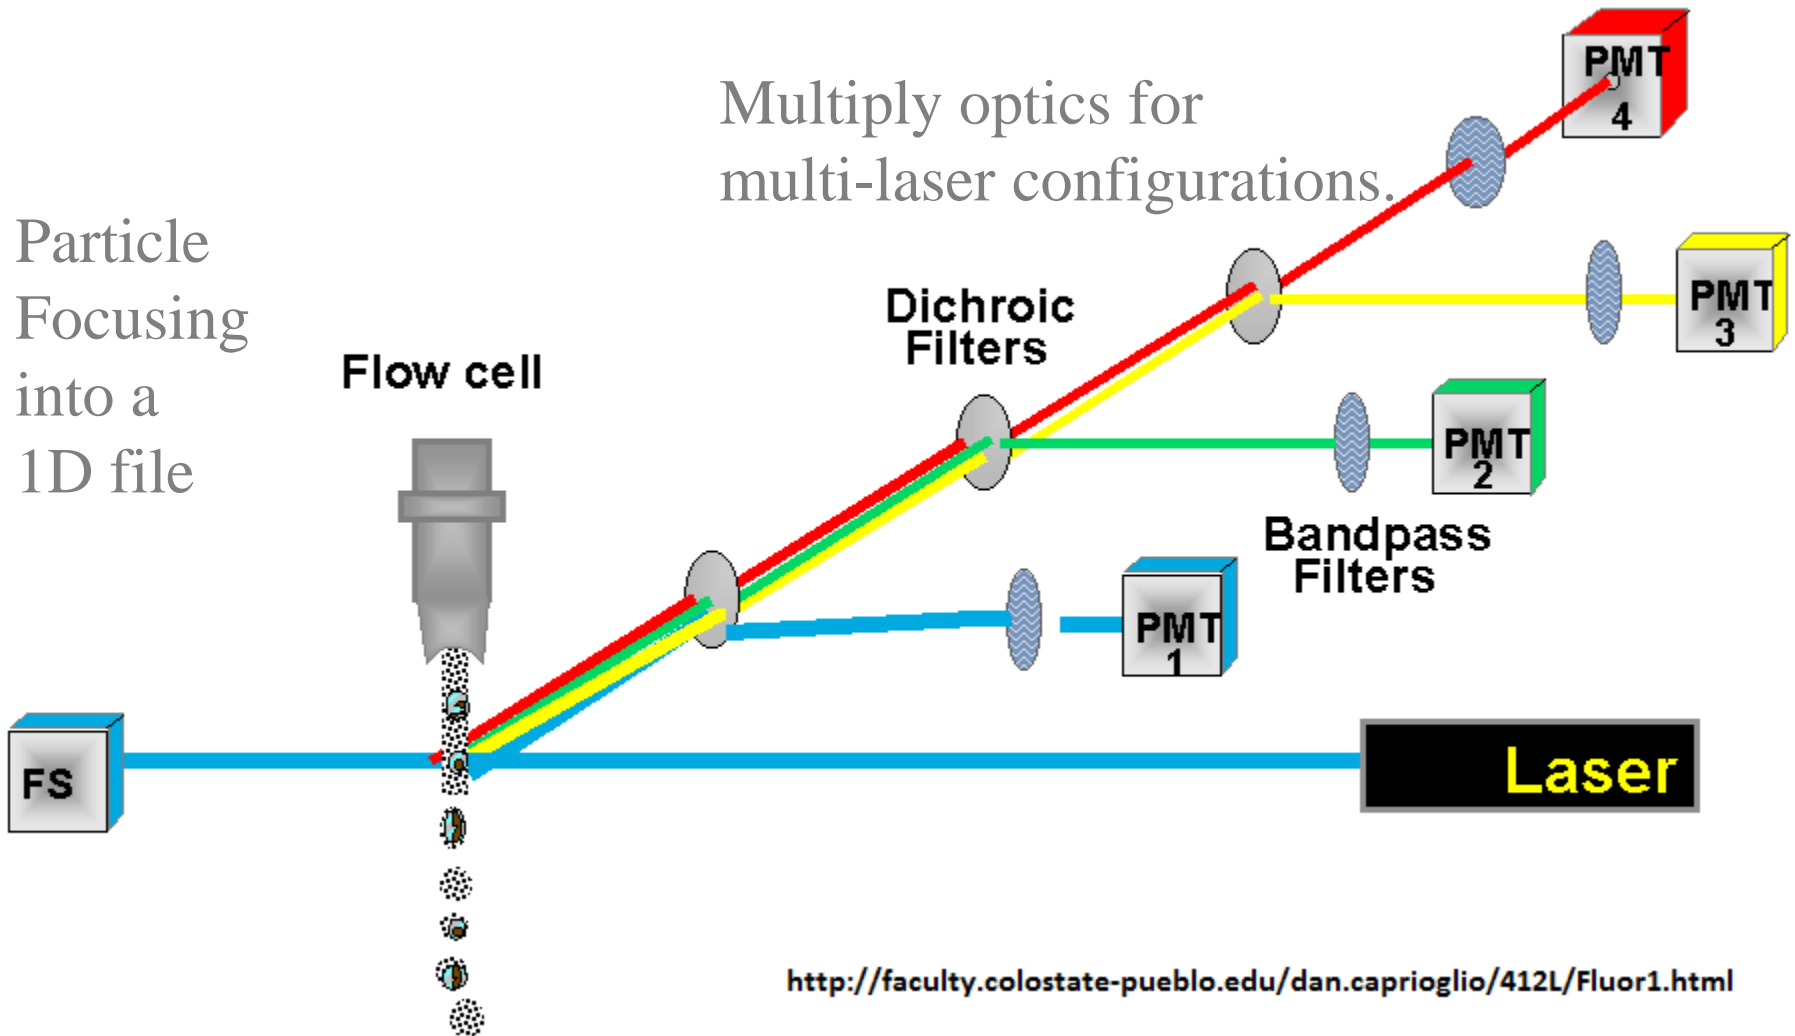 Multiply optics for
multi-laser configurations.
Particle
Focusing
into a
1D file
Flow cell
Dichroic
Filters
Bandpass
Filters
PMT
4
PMT
3
PMT
2
PMT
1
FS
Laser
http://faculty.colostate-pueblo.edu/dan.caprioglio/412L/Fluor1.html